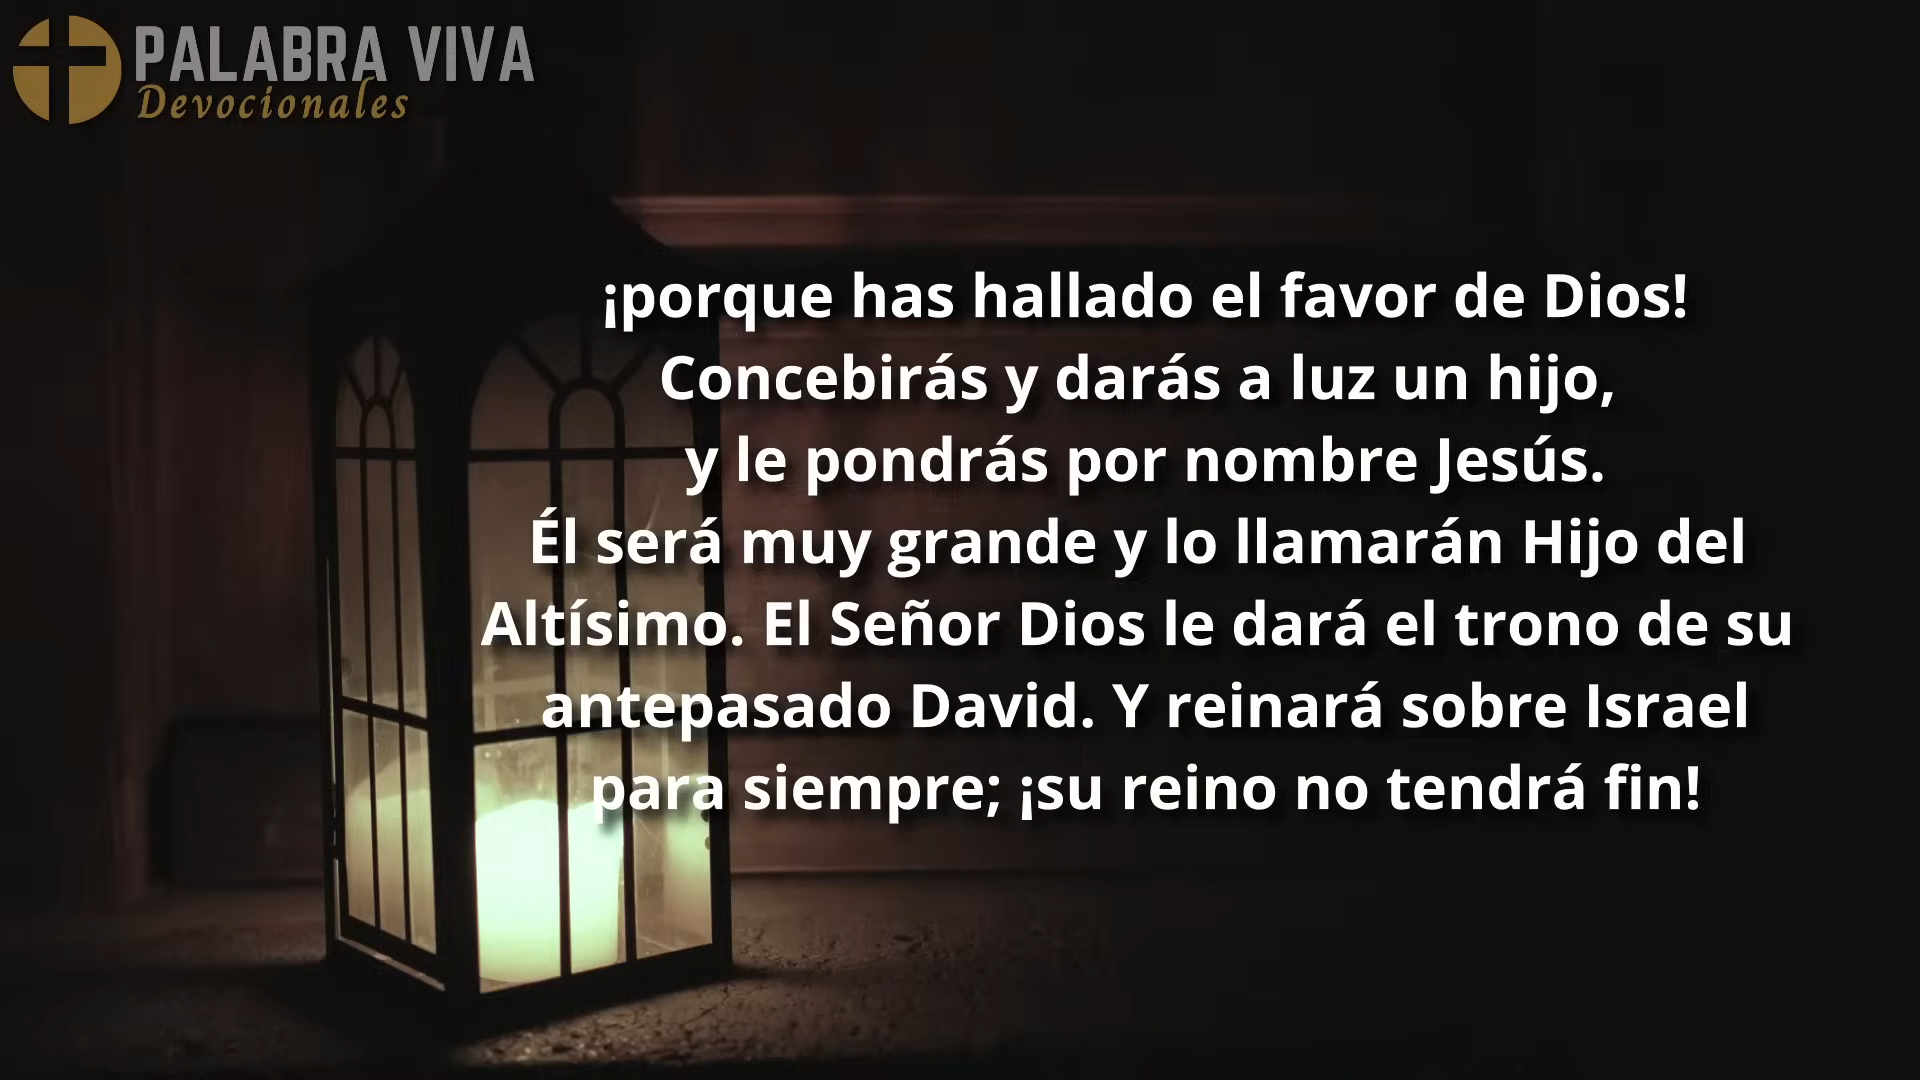 PALABRA VIVA
Devocionales
¡porque has hallado el favor de Dios!
Concebirás y darás a luz un hijo,
y le pondrás por nombre Jesús.
Él será muy grande y lo llamarán Hijo del
Altísimo. El Señor Dios le dará el trono de su
antepasado David. Y reinará sobre Israel
para siempre; ¡su reino no tendrá fin!